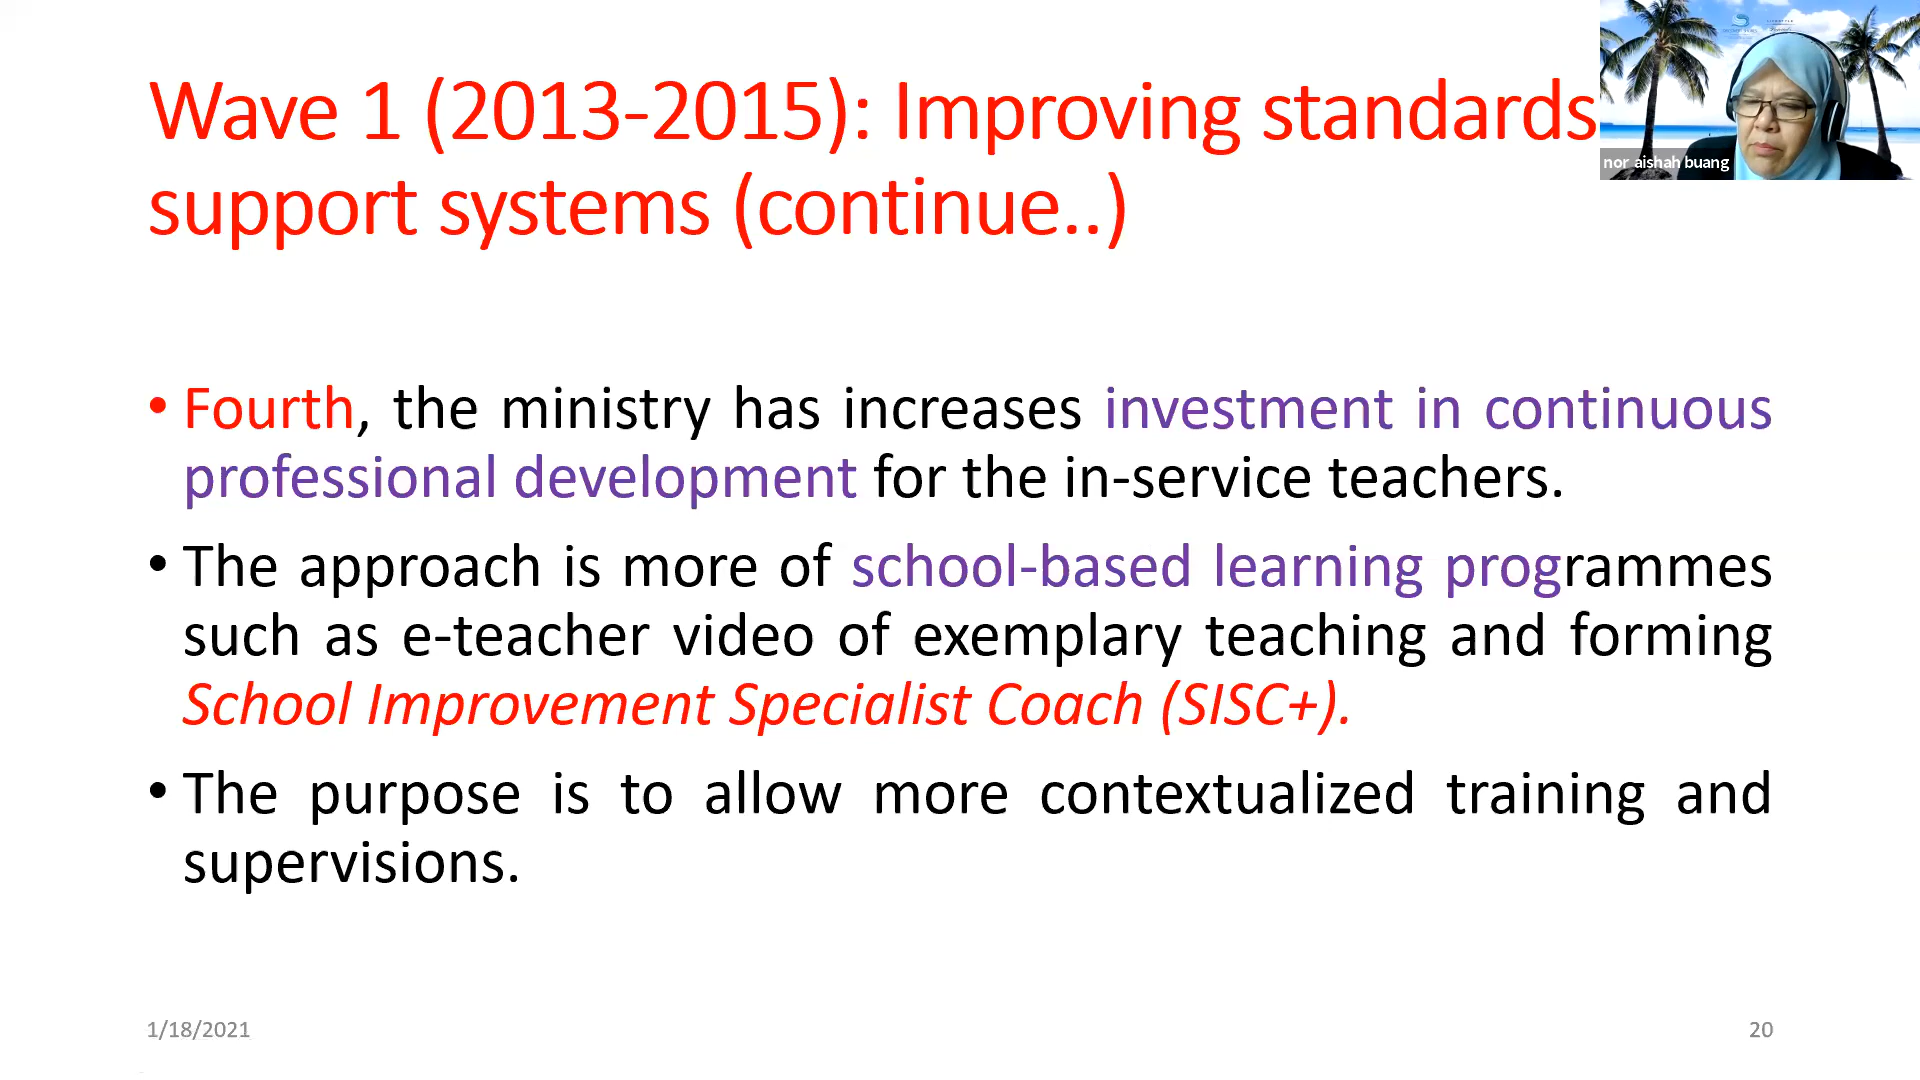 Wave 1 (2013-2015): Improving standards
support systems (continue..)
nor aishah buang
• Fourth, the ministry has increases investment in continuous
professional development for the in-service teachers.
• The approach is more of school-based learning programmes
such as e-teacher video of exemplary teaching and forming
School Improvement Specialist Coach (SISC+).
• The purpose is to allow more contextualized training and
supervisions.
1/18/2021
20